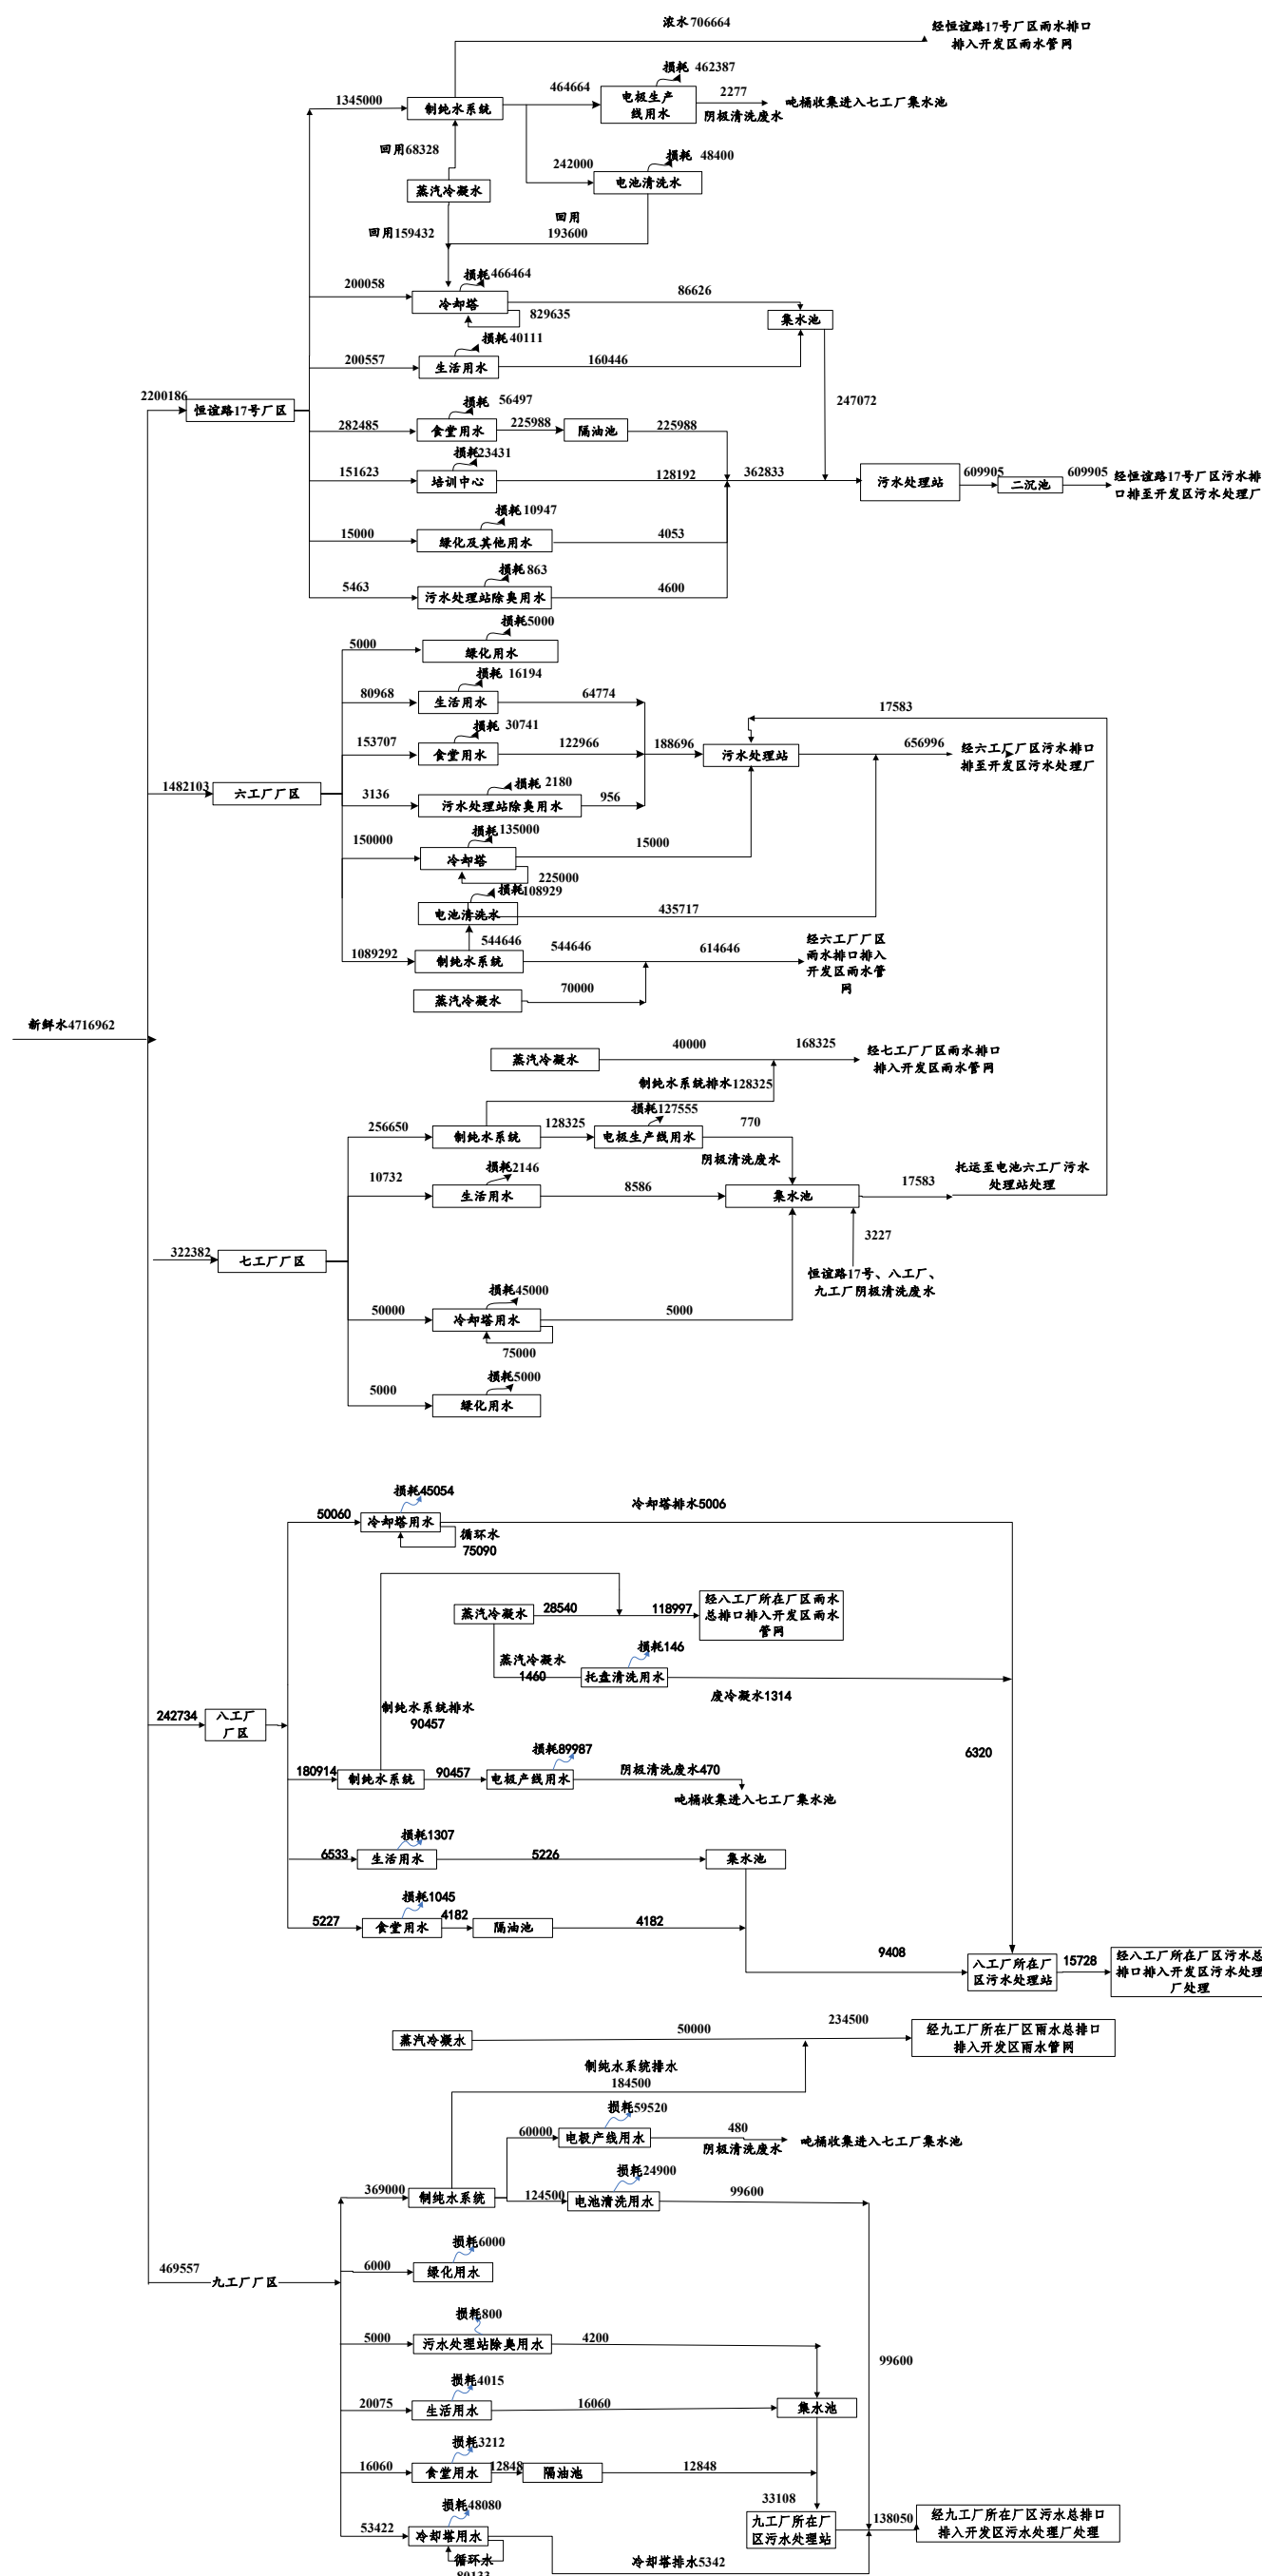 浓水706664
经恒谊路17号厂区雨水排口
排入开发区雨水管网
损耗 462387
1345000
制纯水系统
464664
电极生产
线用水
2277
阴极清洗废水
吨桶收集进入七工厂集水池
回用68328
242000
损耗 48400
电池清洗水
蒸汽冷凝水
回用159432
回用
193600
200058
损耗466464
冷却塔
829635
86626
集水池
200557
损耗40111
生活用水
160446
2200186
恒谊路17号厂区
247072
282485
损耗 56497
食堂用水
225988
隔油池
225988
151623
损耗23431
培训中心
128192
362833
污水处理站
609905
二沉池
609905
经恒谊路17号厂区污水排
口排至开发区污水处理厂
15000
损耗10947
绿化及其他用水
4053
5463
损耗863
污水处理站除臭用水
4600
5000
损耗5000
绿化用水
80968
损耗 16194
生活用水
64774
17583
153707
损耗 30741
食堂用水
122966
188696
污水处理站
656996
经六工厂厂区污水排口
排至开发区污水处理厂
1482103
六工厂厂区
3136
损耗 2180
污水处理站除臭用水
956
150000
损耗135000
冷却塔
15000
225000
损耗108929
电池清洗水
435717
1089292
制纯水系统
544646
544646
614646
经六工厂厂区
雨水排口排入
开发区雨水管
网
蒸汽冷凝水
70000
新鲜水4716962
蒸汽冷凝水
40000
168325
经七工厂厂区雨水排口
排入开发区雨水管网
制纯水系统排水128325
256650
制纯水系统
128325
损耗127555
电极生产线用水
770
阴极清洗废水
10732
损耗2146
生活用水
8586
集水池
17583
托运至电池六工厂污水
处理站处理
322382
七工厂厂区
3227
恒谊路17号、八工厂、
九工厂阴极清洗废水
50000
损耗45000
冷却塔用水
5000
75000
5000
损耗5000
绿化用水
50060
损耗45054
冷却塔用水
循环水
75090
冷却塔排水5006
蒸汽冷凝水
28540
118997
经八工厂所在厂区雨水
总排口排入开发区雨水
管网
蒸汽冷凝水
1460
损耗146
托盘清洗用水
废冷凝水1314
制纯水系统排水
90457
242734
八工厂
厂区
6320
180914
制纯水系统
90457
损耗89987
电极产线用水
阴极清洗废水470
吨桶收集进入七工厂集水池
6533
损耗1307
生活用水
5226
集水池
5227
损耗1045
食堂用水
4182
隔油池
4182
9408
八工厂所在厂
区污水处理站
15728
经八工厂所在厂区污水总
排口排入开发区污水处理
厂处理
蒸汽冷凝水
50000
234500
经九工厂所在厂区雨水总排口
排入开发区雨水管网
制纯水系统排水
184500
60000
损耗59520
电极产线用水
480
阴极清洗废水
吨桶收集进入七工厂集水池
369000
制纯水系统
124500
损耗24900
电池清洗用水
99600
6000
损耗6000
绿化用水
469557
九工厂厂区
5000
损耗800
污水处理站除臭用水
4200
99600
20075
损耗4015
生活用水
16060
集水池
16060
损耗3212
食堂用水
12848
隔油池
12848
33108
九工厂所在厂
区污水处理站
138050
经九工厂所在厂区污水总排口
排入开发区污水处理厂处理
53422
损耗48080
冷却塔用水
循环水
80133
冷却塔排水5342